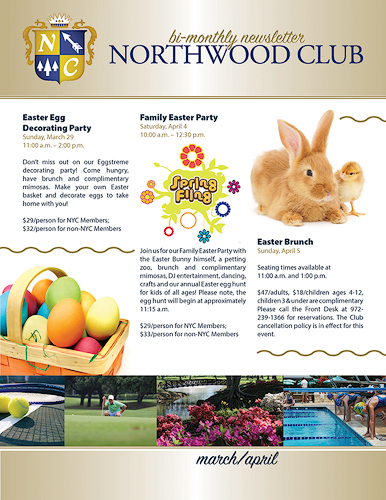 N
C
bi-monthly newsletter
NORTHWOOD CLUB
Easter Egg
Decorating Party
Sunday, March 29
11:00 a.m. – 2:00 p.m.
Don't miss out on our Eggstreme
decorating party! Come hungry,
have brunch and complimentary
mimosas. Make your own Easter
basket and decorate eggs to take
home with you!
$29/person for NYC Members;
$32/person for non-NYC Members
Family Easter Party
Saturday, April 4
10:00 a.m. – 12:30 p.m.
Spring
Fling
Join us for our Family Easter Party with
the Easter Bunny himself, a petting
zoo, brunch and complimentary
mimosas, DJ entertainment, dancing,
crafts and our annual Easter egg hunt
for kids of all ages! Please note, the
egg hunt will begin at approximately
11:15 a.m.
$29/person for NYC Members;
$33/person for non-NYC Members
Easter Brunch
Sunday, April 5
Seating times available at
11:00 a.m. and 1:00 p.m.
$47/adults, $18/children ages 4-12,
children 3 & under are complimentary
Please call the Front Desk at 972-
239-1366 for reservations. The Club
cancellation policy is in effect for this
event.
march/april